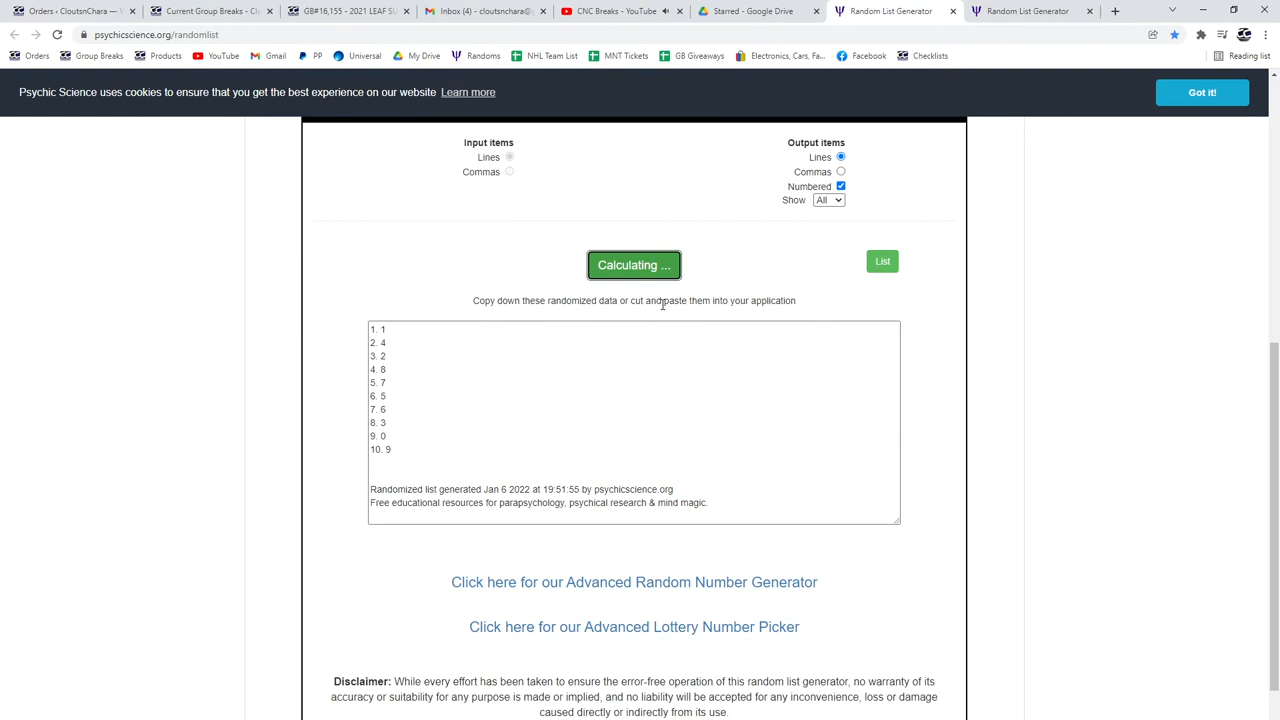 Orders ‹ CloutsnChara — V
Current Group Breaks - Cl
GB#16,155 - 2021 LEAF SU
Inbox (4) - cloutsnchara@g
CNC Breaks - YouTube
Starred - Google Drive
Random List Generator
Random List Generator
psychicscience.org/randomlist
Orders
Group Breaks
Products
YouTube
Gmail
PP
Universal
My Drive
Randoms
NHL Team List
MNT Tickets
GB Giveaways
Electronics, Cars, Fa...
Facebook
Checklists
Reading list
Psychic Science uses cookies to ensure that you get the best experience on our website Learn more
Got it!
Input items
Lines
Commas
Output items
Lines
Commas
Numbered
Show All
Calculating ...
List
Copy down these randomized data or cut and paste them into your application
1. 1
2. 4
3. 2
4. 8
5. 7
6. 5
7. 6
8. 3
9. 0
10. 9
Randomized list generated Jan 6 2022 at 19:51:55 by psychicscience.org
Free educational resources for parapsychology, psychical research & mind magic.
Click here for our Advanced Random Number Generator
Click here for our Advanced Lottery Number Picker
Disclaimer: While every effort has been taken to ensure the error-free operation of this random list generator, no warranty of its
accuracy or suitability for any purpose is made or implied, and no liability will be accepted for any inconvenience, loss or damage
caused directly or indirectly from its use.